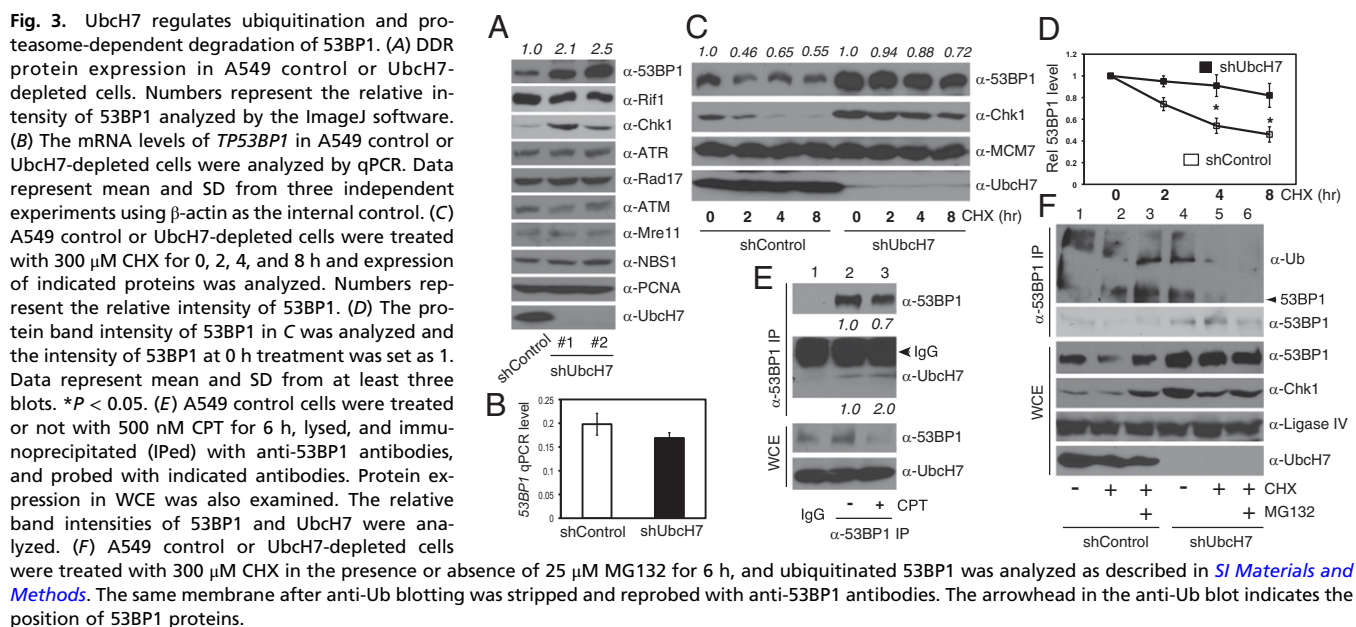 Fig. 3. UbcH7 regulates ubiquitination and pro-
teasome-dependent degradation of 53BP1. (A) DDR
protein expression in A549 control or UbcH7-
depleted cells. Numbers represent the relative in-
tensity of 53BP1 analyzed by the ImageJ software.
(B) The mRNA levels of TP53BP1 in A549 control or
UbcH7-depleted cells were analyzed by qPCR. Data
represent mean and SD from three independent
experiments using β-actin as the internal control. (C)
A549 control or UbcH7-depleted cells were treated
with 300 μM CHX for 0, 2, 4, and 8 h and expression
of indicated proteins was analyzed. Numbers rep-
resent the relative intensity of 53BP1. (D) The pro-
tein band intensity of 53BP1 in C was analyzed and
the intensity of 53BP1 at 0 h treatment was set as 1.
Data represent mean and SD from at least three
blots. *P < 0.05. (E) A549 control cells were treated
or not with 500 nM CPT for 6 h, lysed, and immu-
noprecipitated (IPed) with anti-53BP1 antibodies,
and probed with indicated antibodies. Protein ex-
pression in WCE was also examined. The relative
band intensities of 53BP1 and UbcH7 were ana-
lyzed. (F) A549 control or UbcH7-depleted cells
were treated with 300 μM CHX in the presence or absence of 25 μM MG132 for 6 h, and ubiquitinated 53BP1 was analyzed as described in SI Materials and
Methods. The same membrane after anti-Ub blotting was stripped and reprobed with anti-53BP1 antibodies. The arrowhead in the anti-Ub blot indicates the
position of 53BP1 proteins.
A
1.0 2.1 2.5
α-53BP1
α-Rif1
α-Chk1
α-ATR
α-Rad17
α-ATM
α-Mre11
α-NBS1
α-PCNA
α-UbcH7
shControl #1 #2
shUbcH7
B
53BP1 qPCR level
0.25
0.2
0.15
0.1
0.05
0
shControl shUbcH7
C
1.0 0.46 0.65 0.55 1.0 0.94 0.88 0.72
α-53BP1
α-Chk1
α-MCM7
α-UbcH7
0 2 4 8 0 2 4 8 CHX (hr)
shControl shUbcH7
D
Rel 53BP1 level
1.2
1
0.8
0.6
0.4
0.2
0
shUbcH7
*
*
shControl
0 2 4 8 CHX (hr)
E
1 2 3
α-53BP1 IP
α-53BP1
1.0 0.7
IgG
α-UbcH7
1.0 2.0
WCE
α-53BP1
α-UbcH7
- + CPT
IgG α-53BP1 IP
F
1 2 3 4 5 6
α-53BP1 IP
α-Ub
53BP1
α-53BP1
WCE
α-53BP1
α-Chk1
α-Ligase IV
α-UbcH7
- + + - + + CHX
+ + MG132
shControl shUbcH7